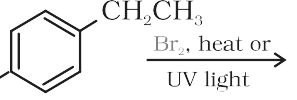 CH₂CH₃
Br₂, heat or
UV light